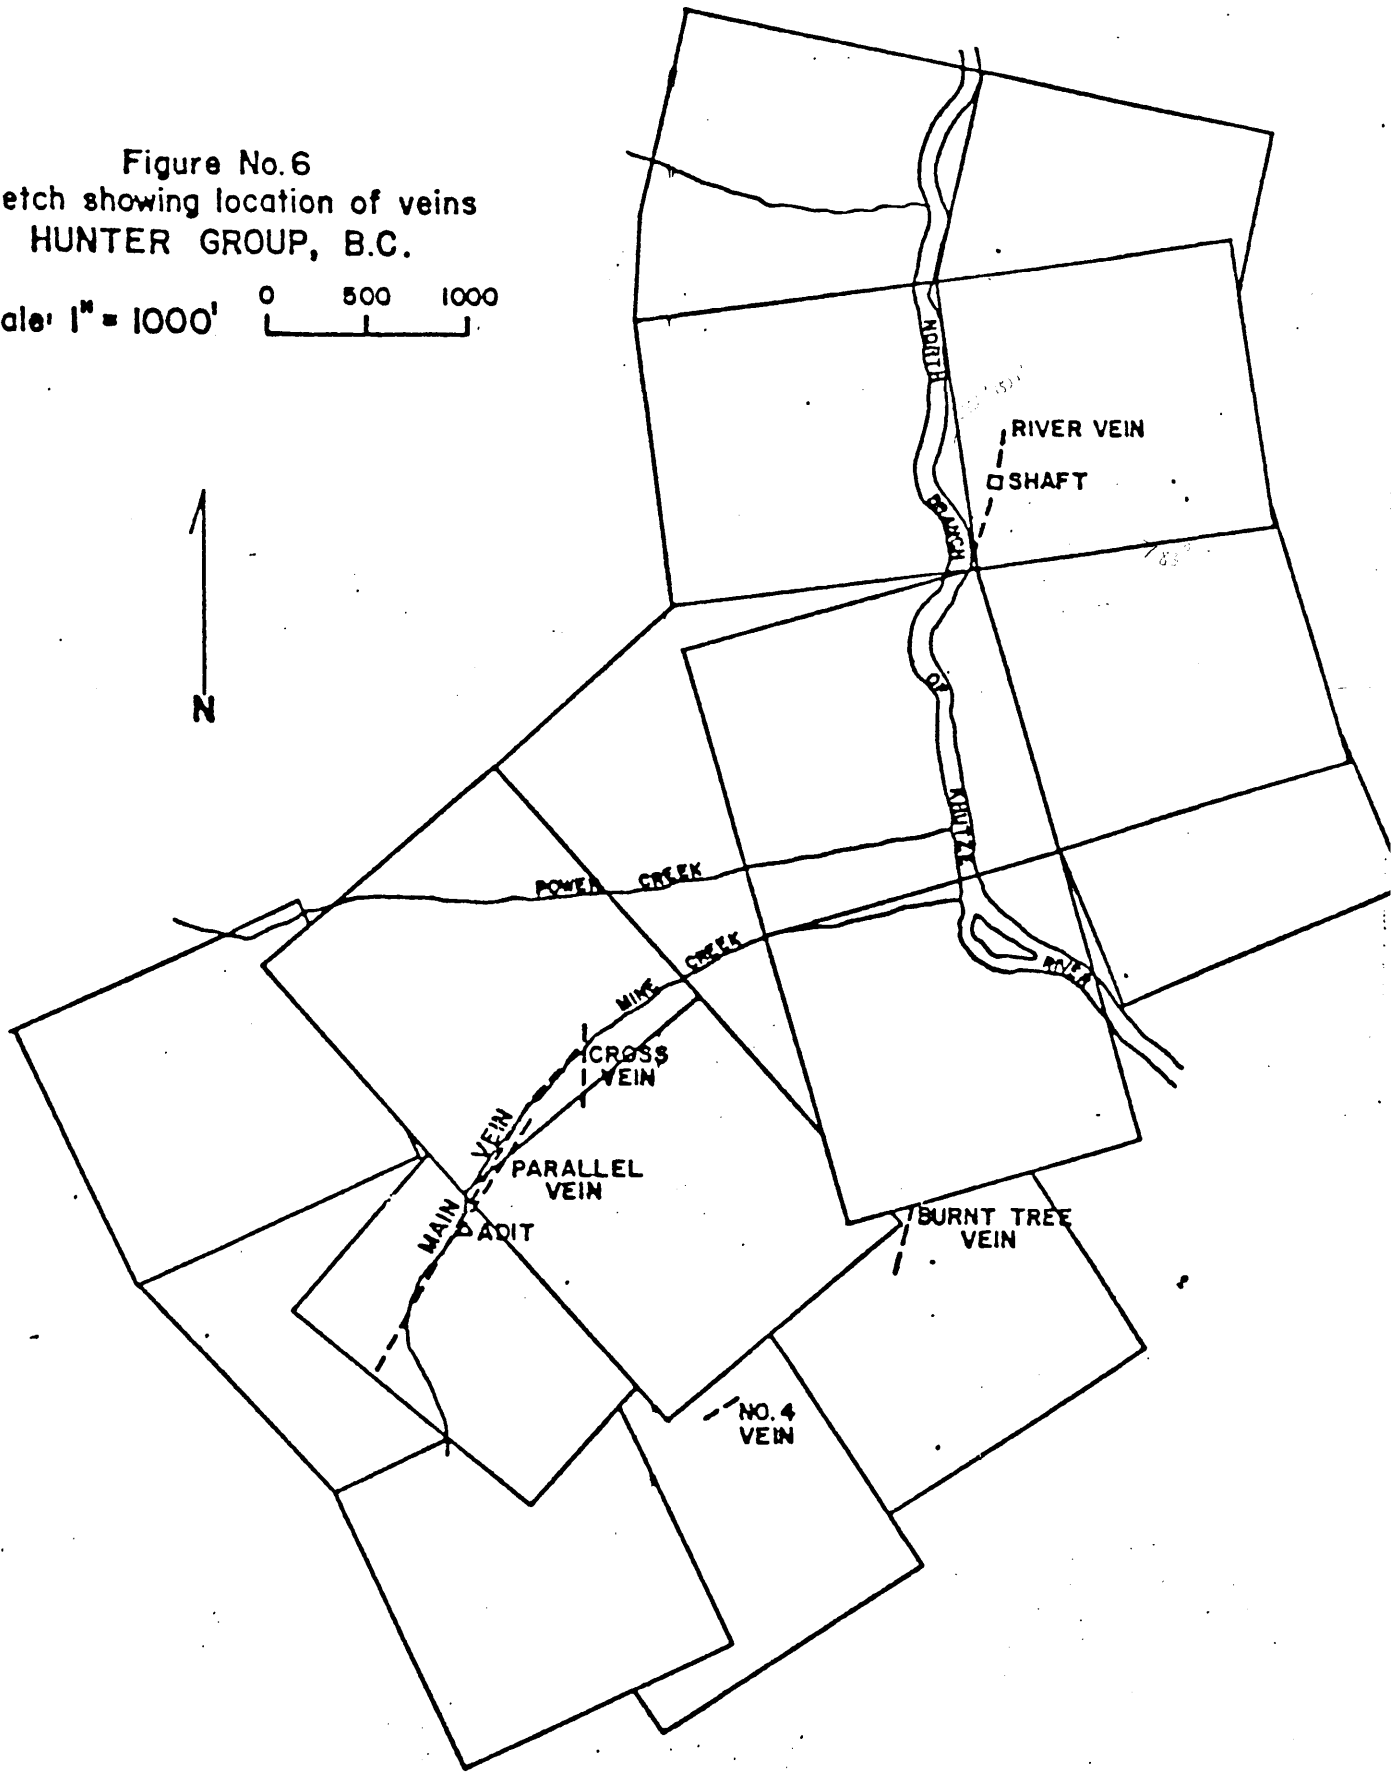 Figure No. 6
etch showing location of veins
HUNTER GROUP, B.C.
ale: 1" = 1000'
0 500 1000
N
NORTH
BRANCH
OF
KHUTZE
RIVER
RIVER VEIN
SHAFT
POWER CREEK
MINE CREEK
CROSS
VEIN
MAIN VEIN
PARALLEL
VEIN
ADIT
BURNT TREE
VEIN
NO. 4
VEIN